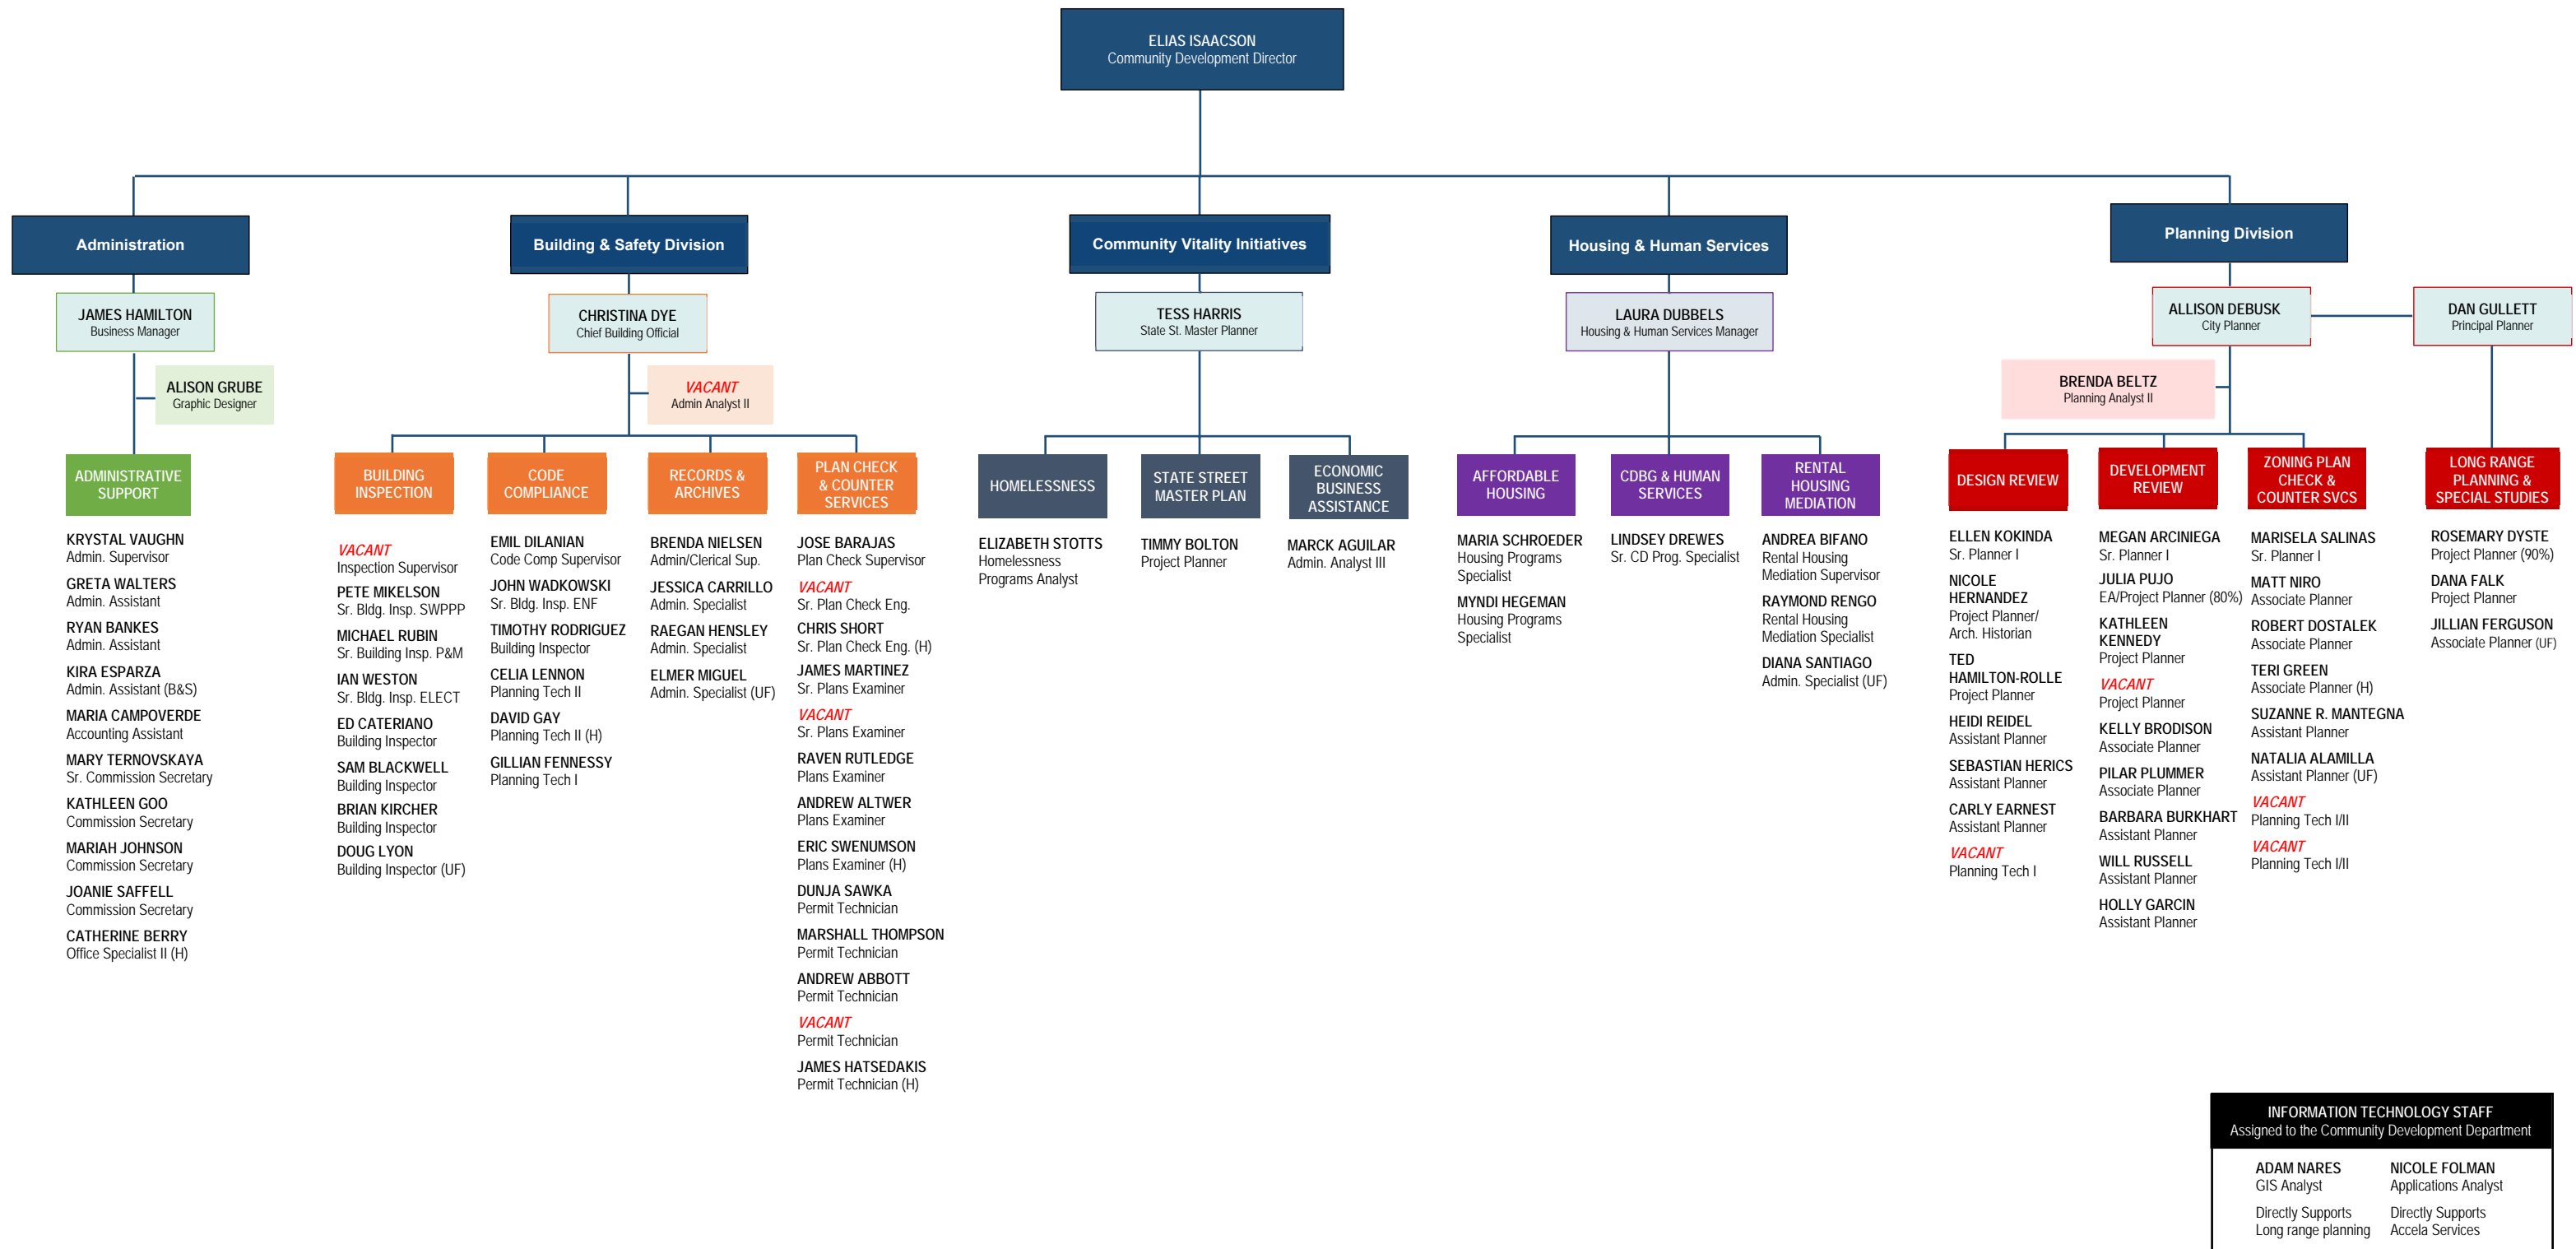 ELIAS ISAACSON
Community Development Director
Administration
JAMES HAMILTON
Business Manager
ALISON GRUBE
Graphic Designer
ADMINISTRATIVE
SUPPORT
KRYSTAL VAUGHN
Admin. Supervisor
GRETA WALTERS
Admin. Assistant
RYAN BANKES
Admin. Assistant
KIRA ESPARZA
Admin. Assistant (B&S)
MARIA CAMPOVERDE
Accounting Assistant
MARY TERNOVSKAYA
Sr. Commission Secretary
KATHLEEN GOO
Commission Secretary
MARIAH JOHNSON
Commission Secretary
JOANIE SAFFELL
Commission Secretary
CATHERINE BERRY
Office Specialist II (H)
Building & Safety Division
CHRISTINA DYE
Chief Building Official
VACANT
Admin Analyst II
BUILDING
INSPECTION
VACANT
Inspection Supervisor
PETE MIKELSON
Sr. Bldg. Insp. SWPPP
MICHAEL RUBIN
Sr. Building Insp. P&M
IAN WESTON
Sr. Bldg. Insp. ELECT
ED CATERIANO
Building Inspector
SAM BLACKWELL
Building Inspector
BRIAN KIRCHER
Building Inspector
DOUG LYON
Building Inspector (UF)
CODE
COMPLIANCE
EMIL DILANIAN
Code Comp Supervisor
JOHN WADKOWSKI
Sr. Bldg. Insp. ENF
TIMOTHY RODRIGUEZ
Building Inspector
CELIA LENNON
Planning Tech II
DAVID GAY
Planning Tech II (H)
GILLIAN FENNESSY
Planning Tech I
RECORDS &
ARCHIVES
BRENDA NIELSEN
Admin/Clerical Sup.
JESSICA CARRILLO
Admin. Specialist
RAEGAN HENSLEY
Admin. Specialist
ELMER MIGUEL
Admin. Specialist (UF)
PLAN CHECK
& COUNTER
SERVICES
JOSE BARAJAS
Plan Check Supervisor
VACANT
Sr. Plan Check Eng.
CHRIS SHORT
Sr. Plan Check Eng. (H)
JAMES MARTINEZ
Sr. Plans Examiner
VACANT
Sr. Plans Examiner
RAVEN RUTLEDGE
Plans Examiner
ANDREW ALTWER
Plans Examiner
ERIC SWENUMSON
Plans Examiner (H)
DUNJA SAWKA
Permit Technician
MARSHALL THOMPSON
Permit Technician
ANDREW ABBOTT
Permit Technician
VACANT
Permit Technician
JAMES HATSEDAKIS
Permit Technician (H)
Community Vitality Initiatives
TESS HARRIS
State St. Master Planner
HOMELESSNESS
ELIZABETH STOTTS
Homelessness
Programs Analyst
STATE STREET
MASTER PLAN
TIMMY BOLTON
Project Planner
ECONOMIC
BUSINESS
ASSISTANCE
MARCK AGUILAR
Admin. Analyst III
Housing & Human Services
LAURA DUBBELS
Housing & Human Services Manager
AFFORDABLE
HOUSING
MARIA SCHROEDER
Housing Programs
Specialist
MYNDI HEGEMAN
Housing Programs
Specialist
CDBG & HUMAN
SERVICES
LINDSEY DREWES
Sr. CD Prog. Specialist
RENTAL
HOUSING
MEDIATION
ANDREA BIFANO
Rental Housing
Mediation Supervisor
RAYMOND RENGO
Rental Housing
Mediation Specialist
DIANA SANTIAGO
Admin. Specialist (UF)
Planning Division
ALLISON DEBUSK
City Planner
DAN GULLETT
Principal Planner
BRENDA BELTZ
Planning Analyst II
DESIGN REVIEW
ELLEN KOKINDA
Sr. Planner I
NICOLE
HERNANDEZ
Project Planner/
Arch. Historian
TED
HAMILTON-ROLLE
Project Planner
HEIDI REIDEL
Assistant Planner
SEBASTIAN HERICS
Assistant Planner
CARLY EARNEST
Assistant Planner
VACANT
Planning Tech I
DEVELOPMENT
REVIEW
MEGAN ARCINIEGA
Sr. Planner I
JULIA PUJO
EA/Project Planner (80%)
KATHLEEN
KENNEDY
Project Planner
VACANT
Project Planner
KELLY BRODISON
Associate Planner
PILAR PLUMMER
Associate Planner
BARBARA BURKHART
Assistant Planner
WILL RUSSELL
Assistant Planner
HOLLY GARCIN
Assistant Planner
ZONING PLAN
CHECK &
COUNTER SVCS
MARISELA SALINAS
Sr. Planner I
MATT NIRO
Associate Planner
ROBERT DOSTALEK
Associate Planner
TERI GREEN
Associate Planner (H)
SUZANNE R. MANTEGNA
Assistant Planner
NATALIA ALAMILLA
Assistant Planner (UF)
VACANT
Planning Tech I/II
VACANT
Planning Tech I/II
LONG RANGE
PLANNING &
SPECIAL STUDIES
ROSEMARY DYSTE
Project Planner (90%)
DANA FALK
Project Planner
JILLIAN FERGUSON
Associate Planner (UF)
INFORMATION TECHNOLOGY STAFF
Assigned to the Community Development Department
ADAM NARES
GIS Analyst
Directly Supports
Long range planning
NICOLE FOLMAN
Applications Analyst
Directly Supports
Accela Services